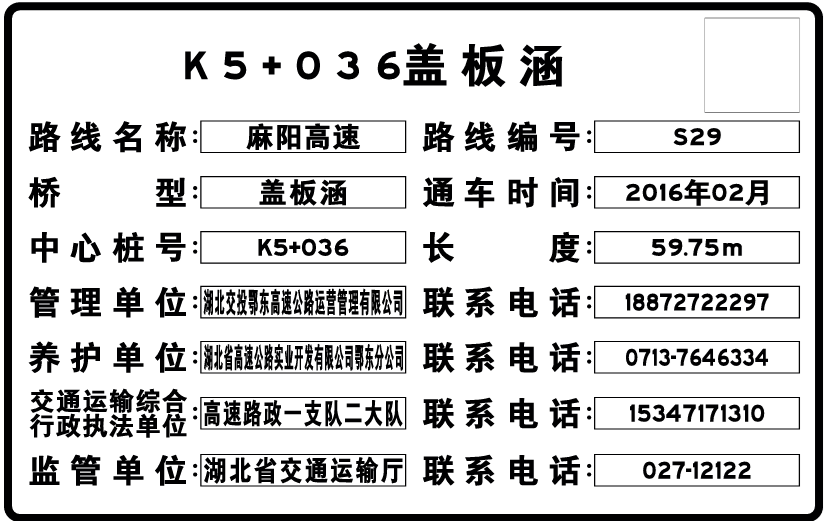 K5+036盖板涵
路线名称: 麻阳高速 路线编号: S29
桥型: 盖板涵 通车时间: 2016年02月
中心桩号: K5+036 长度: 59.75m
管理单位: 湖北交投鄂东高速公路运营管理有限公司 联系电话: 18872722297
养护单位: 湖北省高速公路实业开发有限公司鄂东分公司 联系电话: 0713-7646334
交通运输综合
行政执法单位: 高速路政一支队二大队 联系电话: 15347171310
监管单位: 湖北省交通运输厅 联系电话: 027-12122